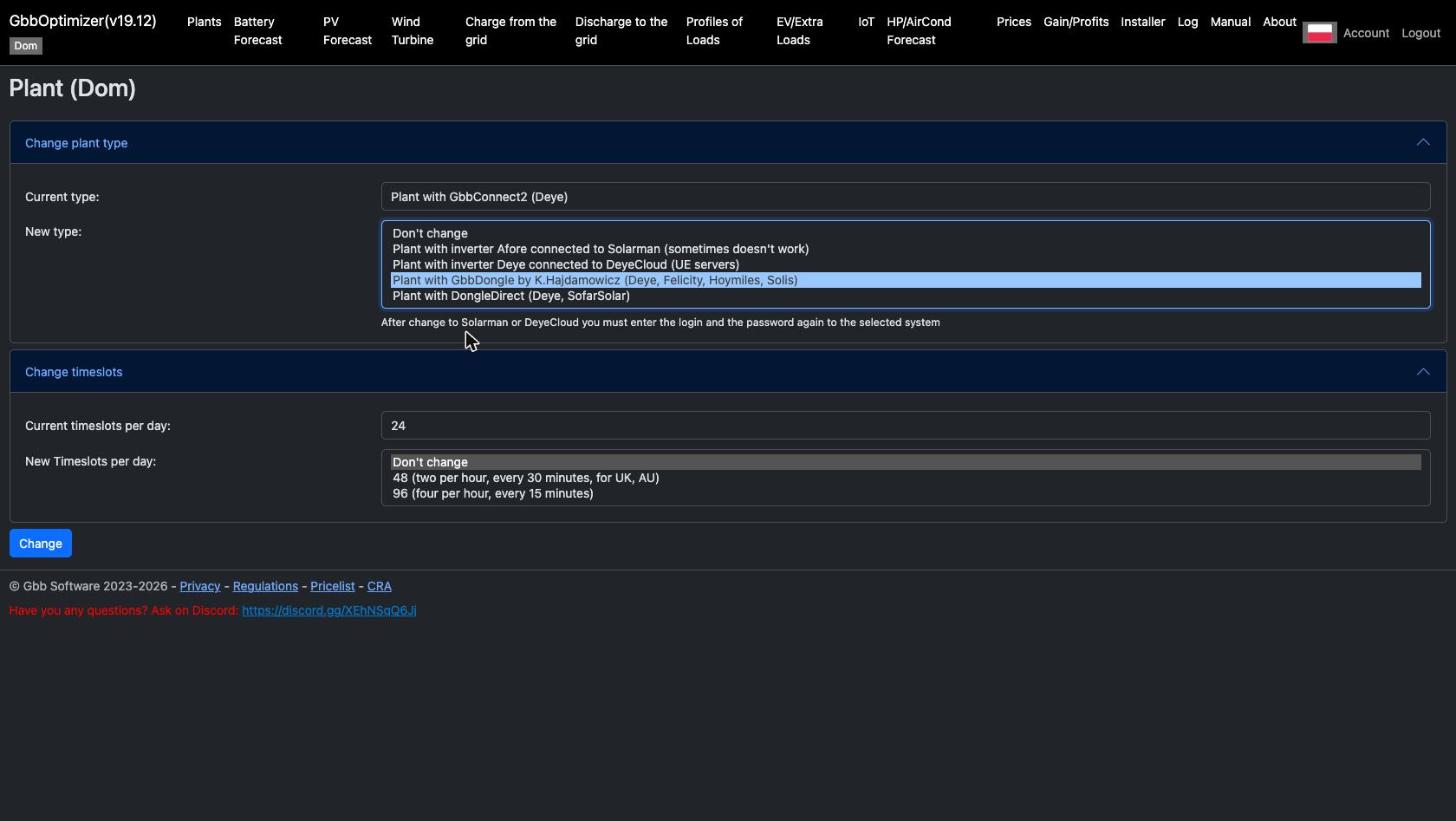 GbbOptimizer(v19.12)
Dom
Plants
Battery Forecast
PV Forecast
Wind Turbine
Charge from the grid
Discharge to the grid
Profiles of Loads
EV/Extra Loads
IoT
HP/AirCond Forecast
Prices
Gain/Profits
Installer
Log
Manual
About
Account
Logout
Plant (Dom)
Change plant type
Current type:
Plant with GbbConnect2 (Deye)
New type:
Don't change
Plant with inverter Afore connected to Solarman (sometimes doesn't work)
Plant with inverter Deye connected to DeyeCloud (UE servers)
Plant with GbbDongle by K.Hajdamowicz (Deye, Felicity, Hoymiles, Solis)
Plant with DongleDirect (Deye, SofarSolar)
After change to Solarman or DeyeCloud you must enter the login and the password again to the selected system
Change timeslots
Current timeslots per day:
24
New Timeslots per day:
Don't change
48 (two per hour, every 30 minutes, for UK, AU)
96 (four per hour, every 15 minutes)
Change
© Gbb Software 2023-2026 - Privacy - Regulations - Pricelist - CRA
Have you any questions? Ask on Discord: https://discord.gg/XEhNSqQ6Jj